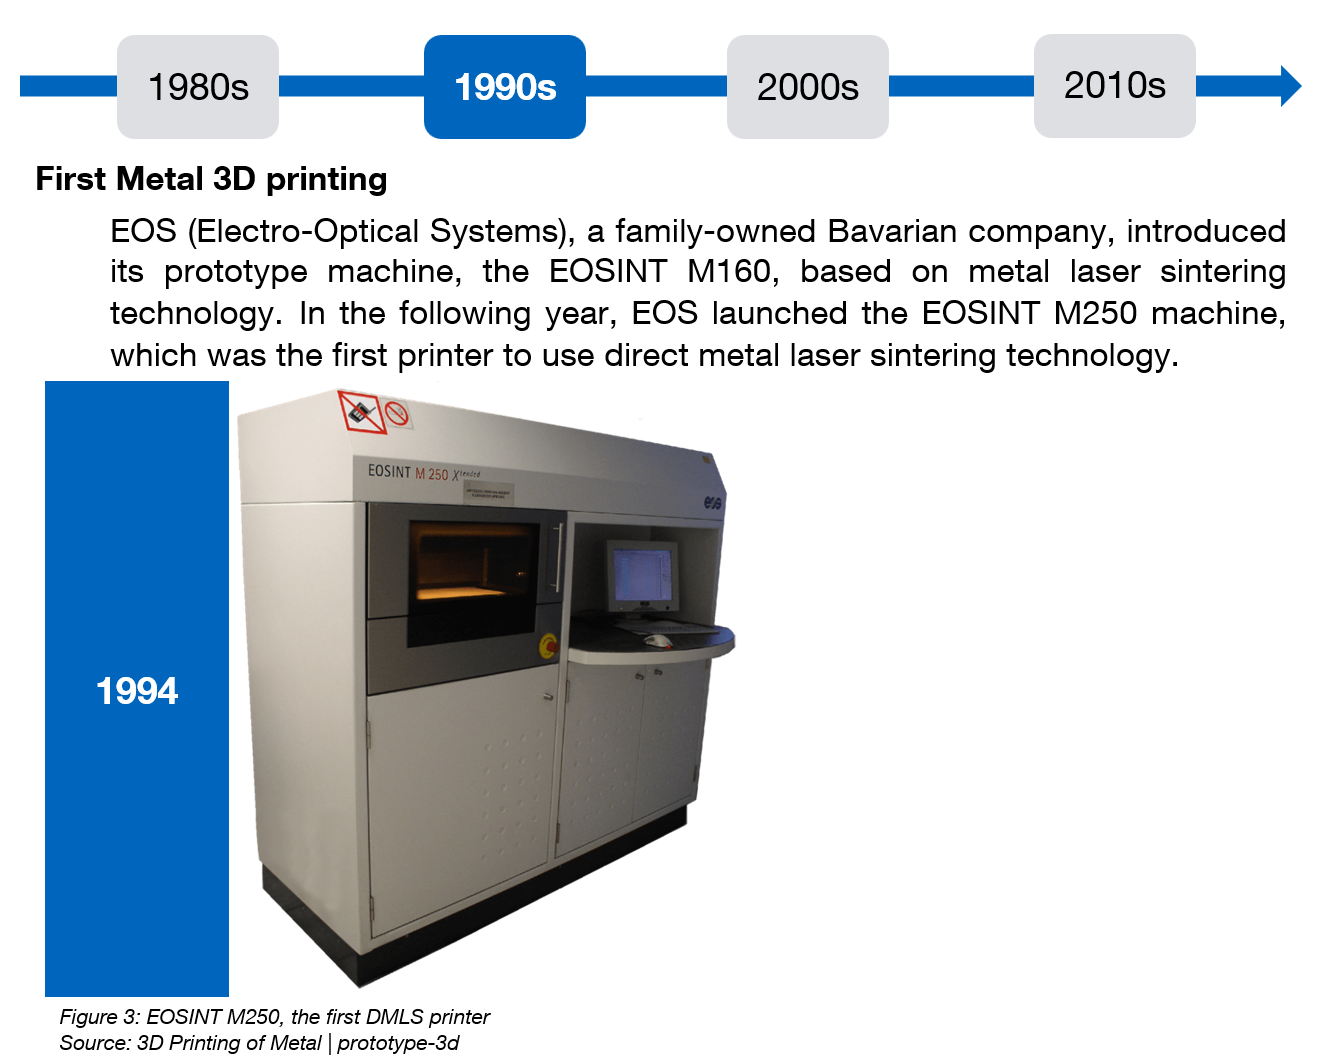 1980s
1990s
2000s
2010s
First Metal 3D printing
EOS (Electro-Optical Systems), a family-owned Bavarian company, introduced
its prototype machine, the EOSINT M160, based on metal laser sintering
technology. In the following year, EOS launched the EOSINT M250 machine,
which was the first printer to use direct metal laser sintering technology.
EOSINT M 250 Xtended
eos
1994
Figure 3: EOSINT M250, the first DMLS printer
Source: 3D Printing of Metal | prototype-3d